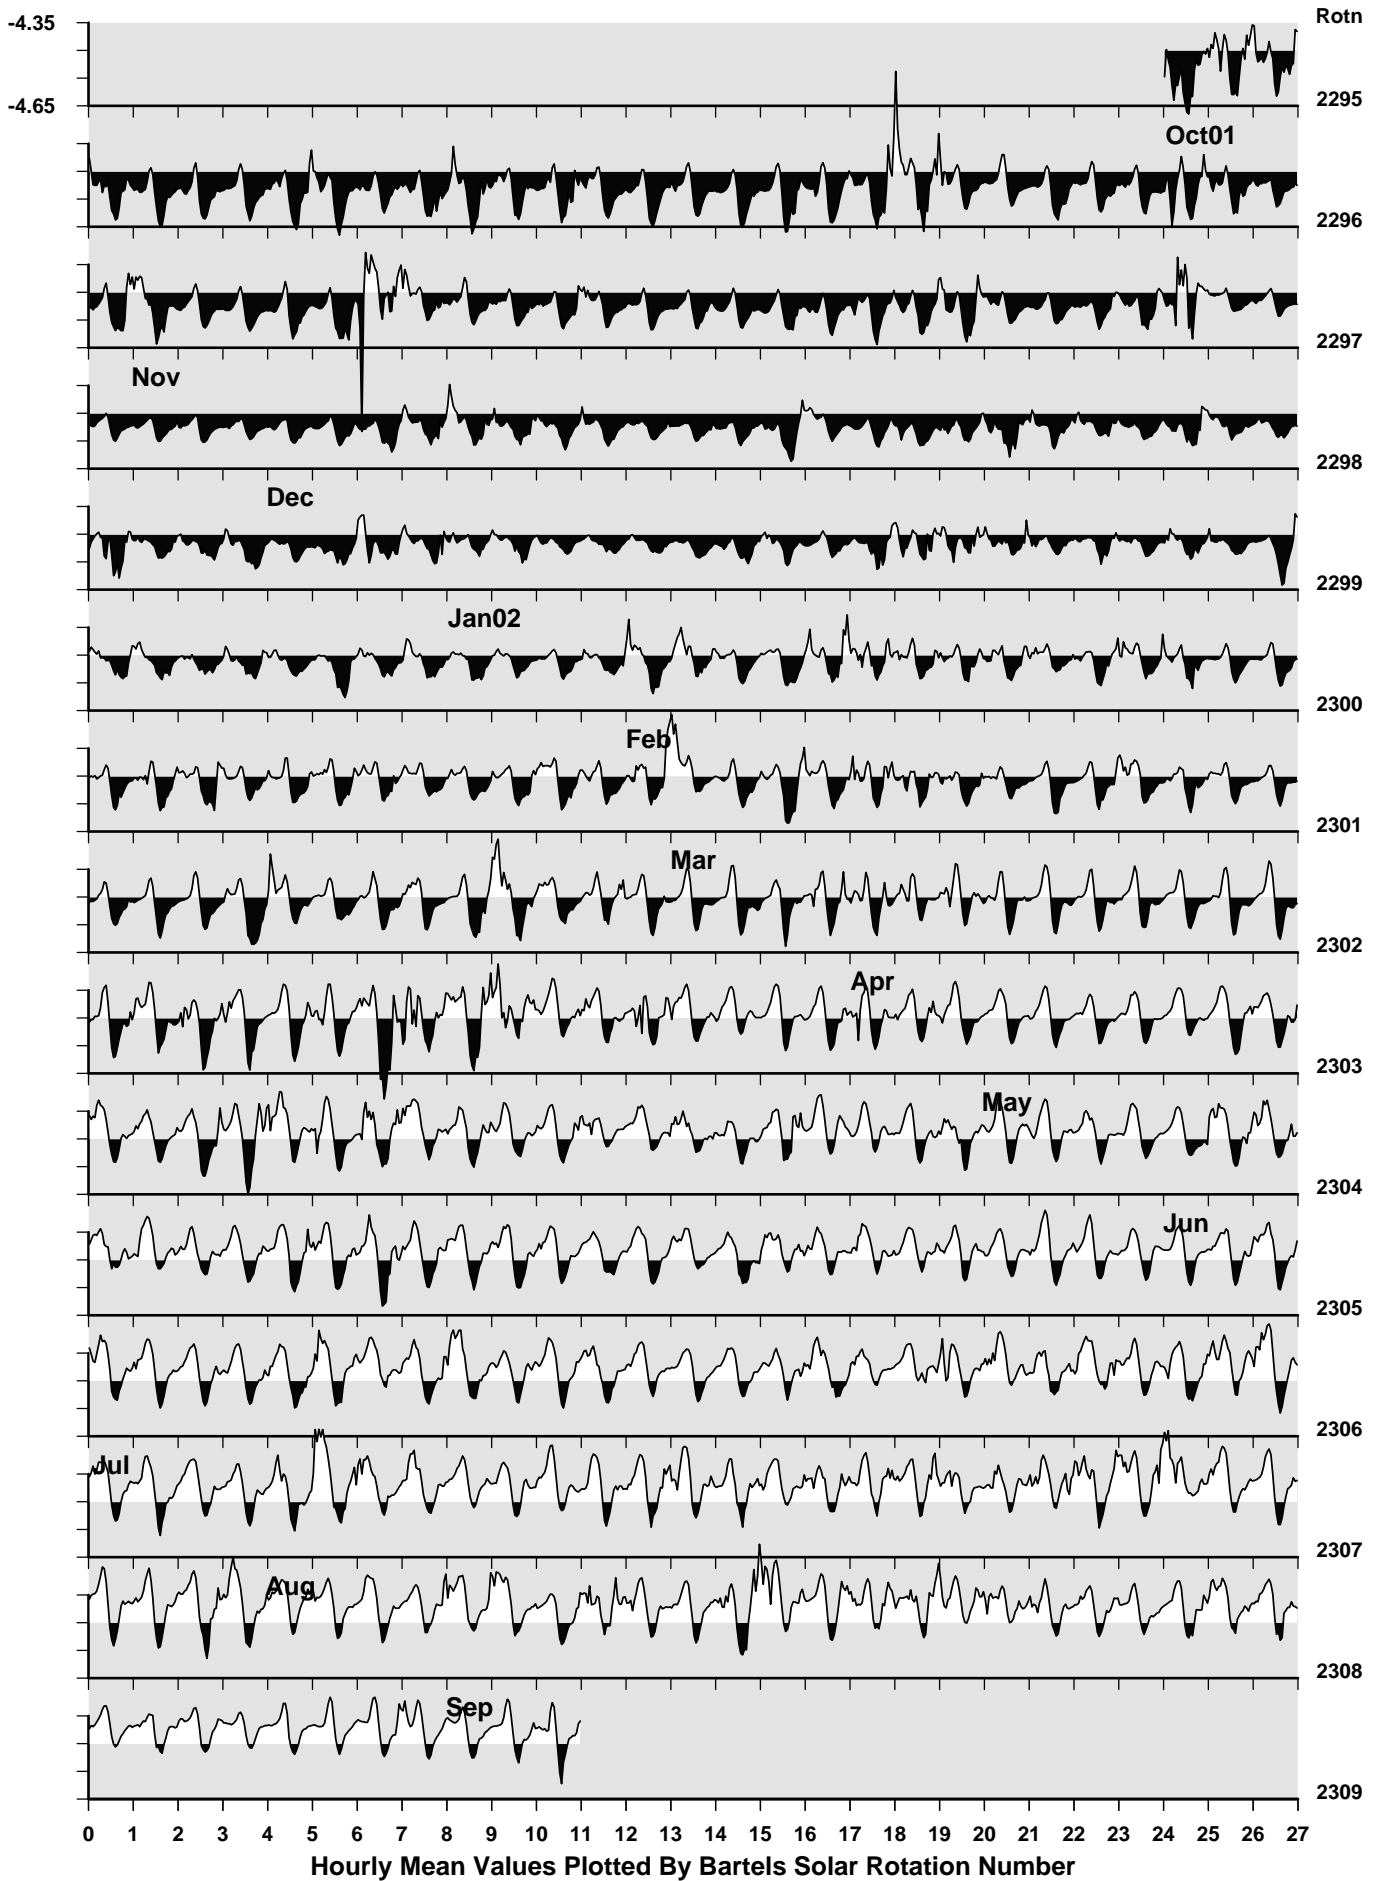 -4.35
Rotn
-4.65
2295
Oct01
2296
2297
Nov
2298
Dec
2299
Jan02
2300
Feb
2301
Mar
2302
Apr
2303
May
2304
Jun
2305
2306
Jul
2307
Aug
2308
Sep
2309
0 1 2 3 4 5 6 7 8 9 10 11 12 13 14 15 16 17 18 19 20 21 22 23 24 25 26 27
Hourly Mean Values Plotted By Bartels Solar Rotation Number